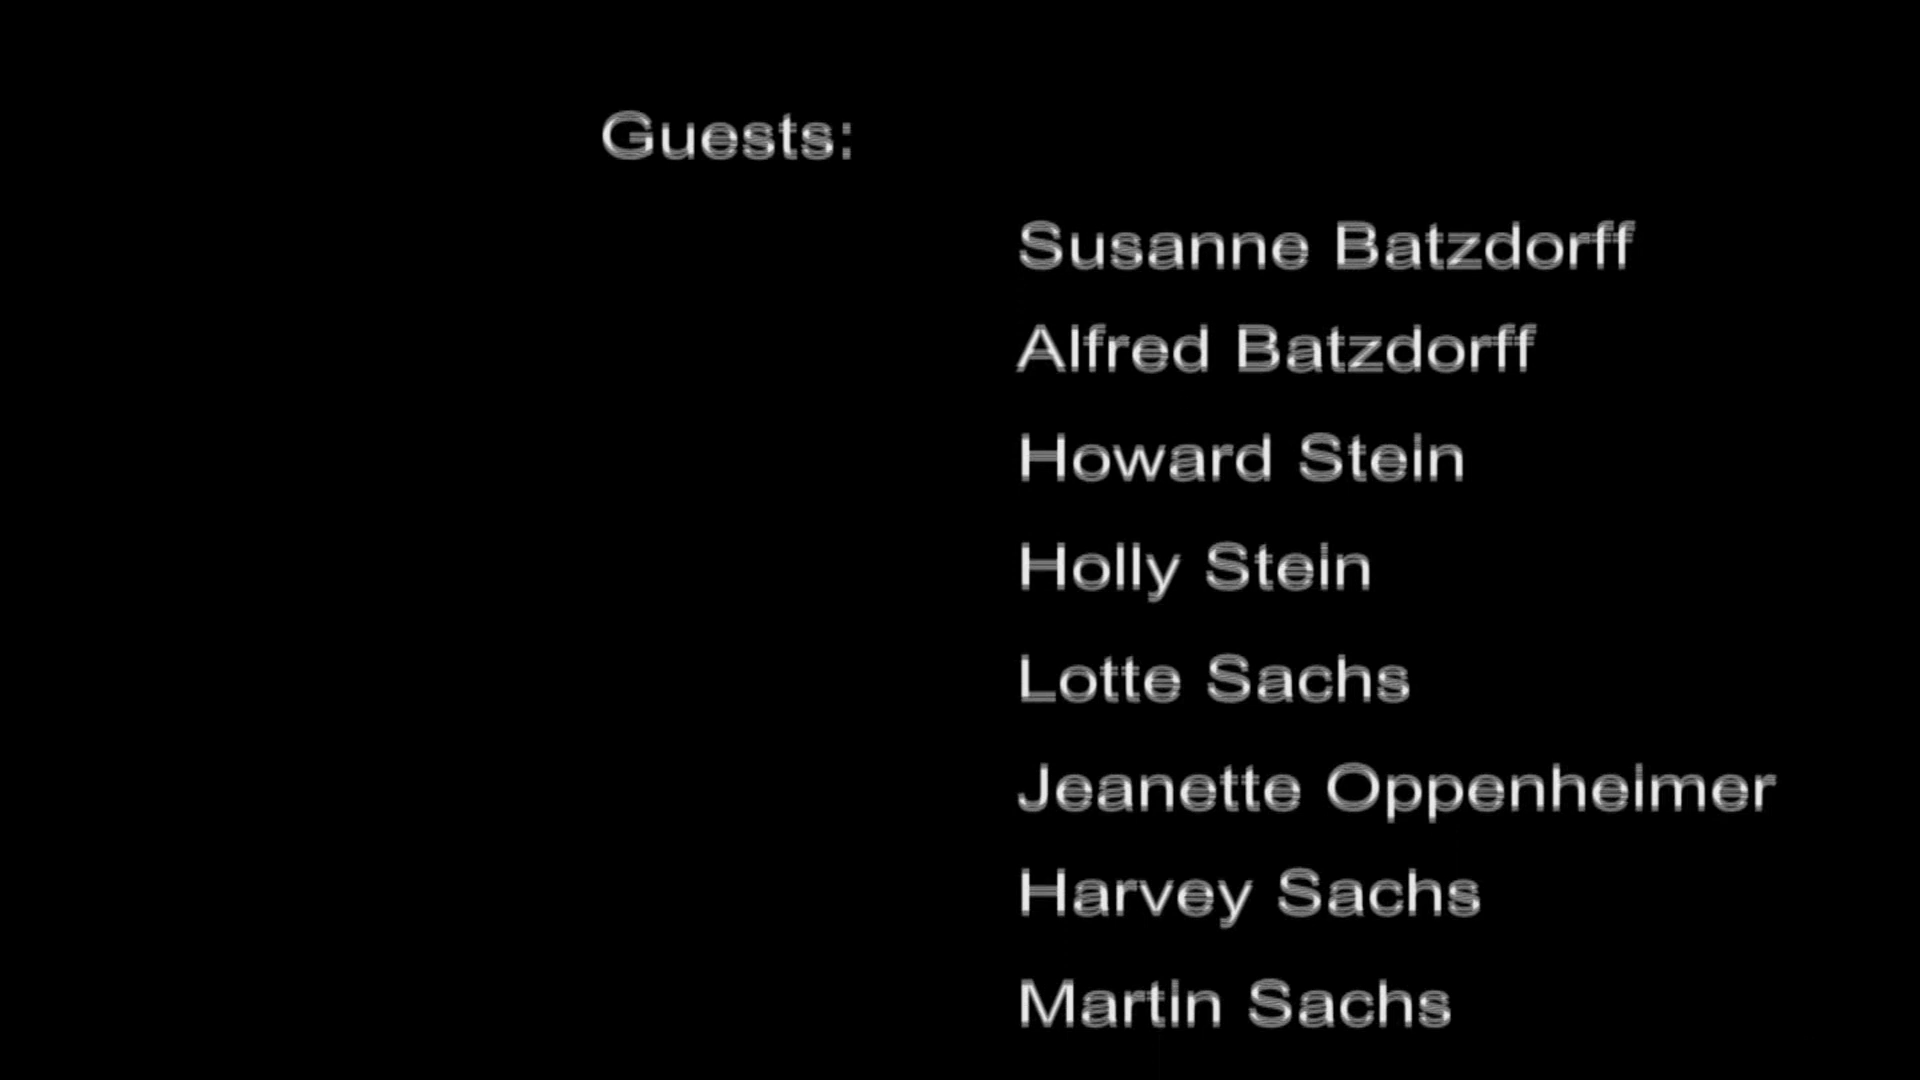 Guests:
Susanne Batzdorff
Alfred Batzdorff
Howard Stein
Holly Stein
Lotte Sachs
Jeanette Oppenheimer
Harvey Sachs
Martin Sachs